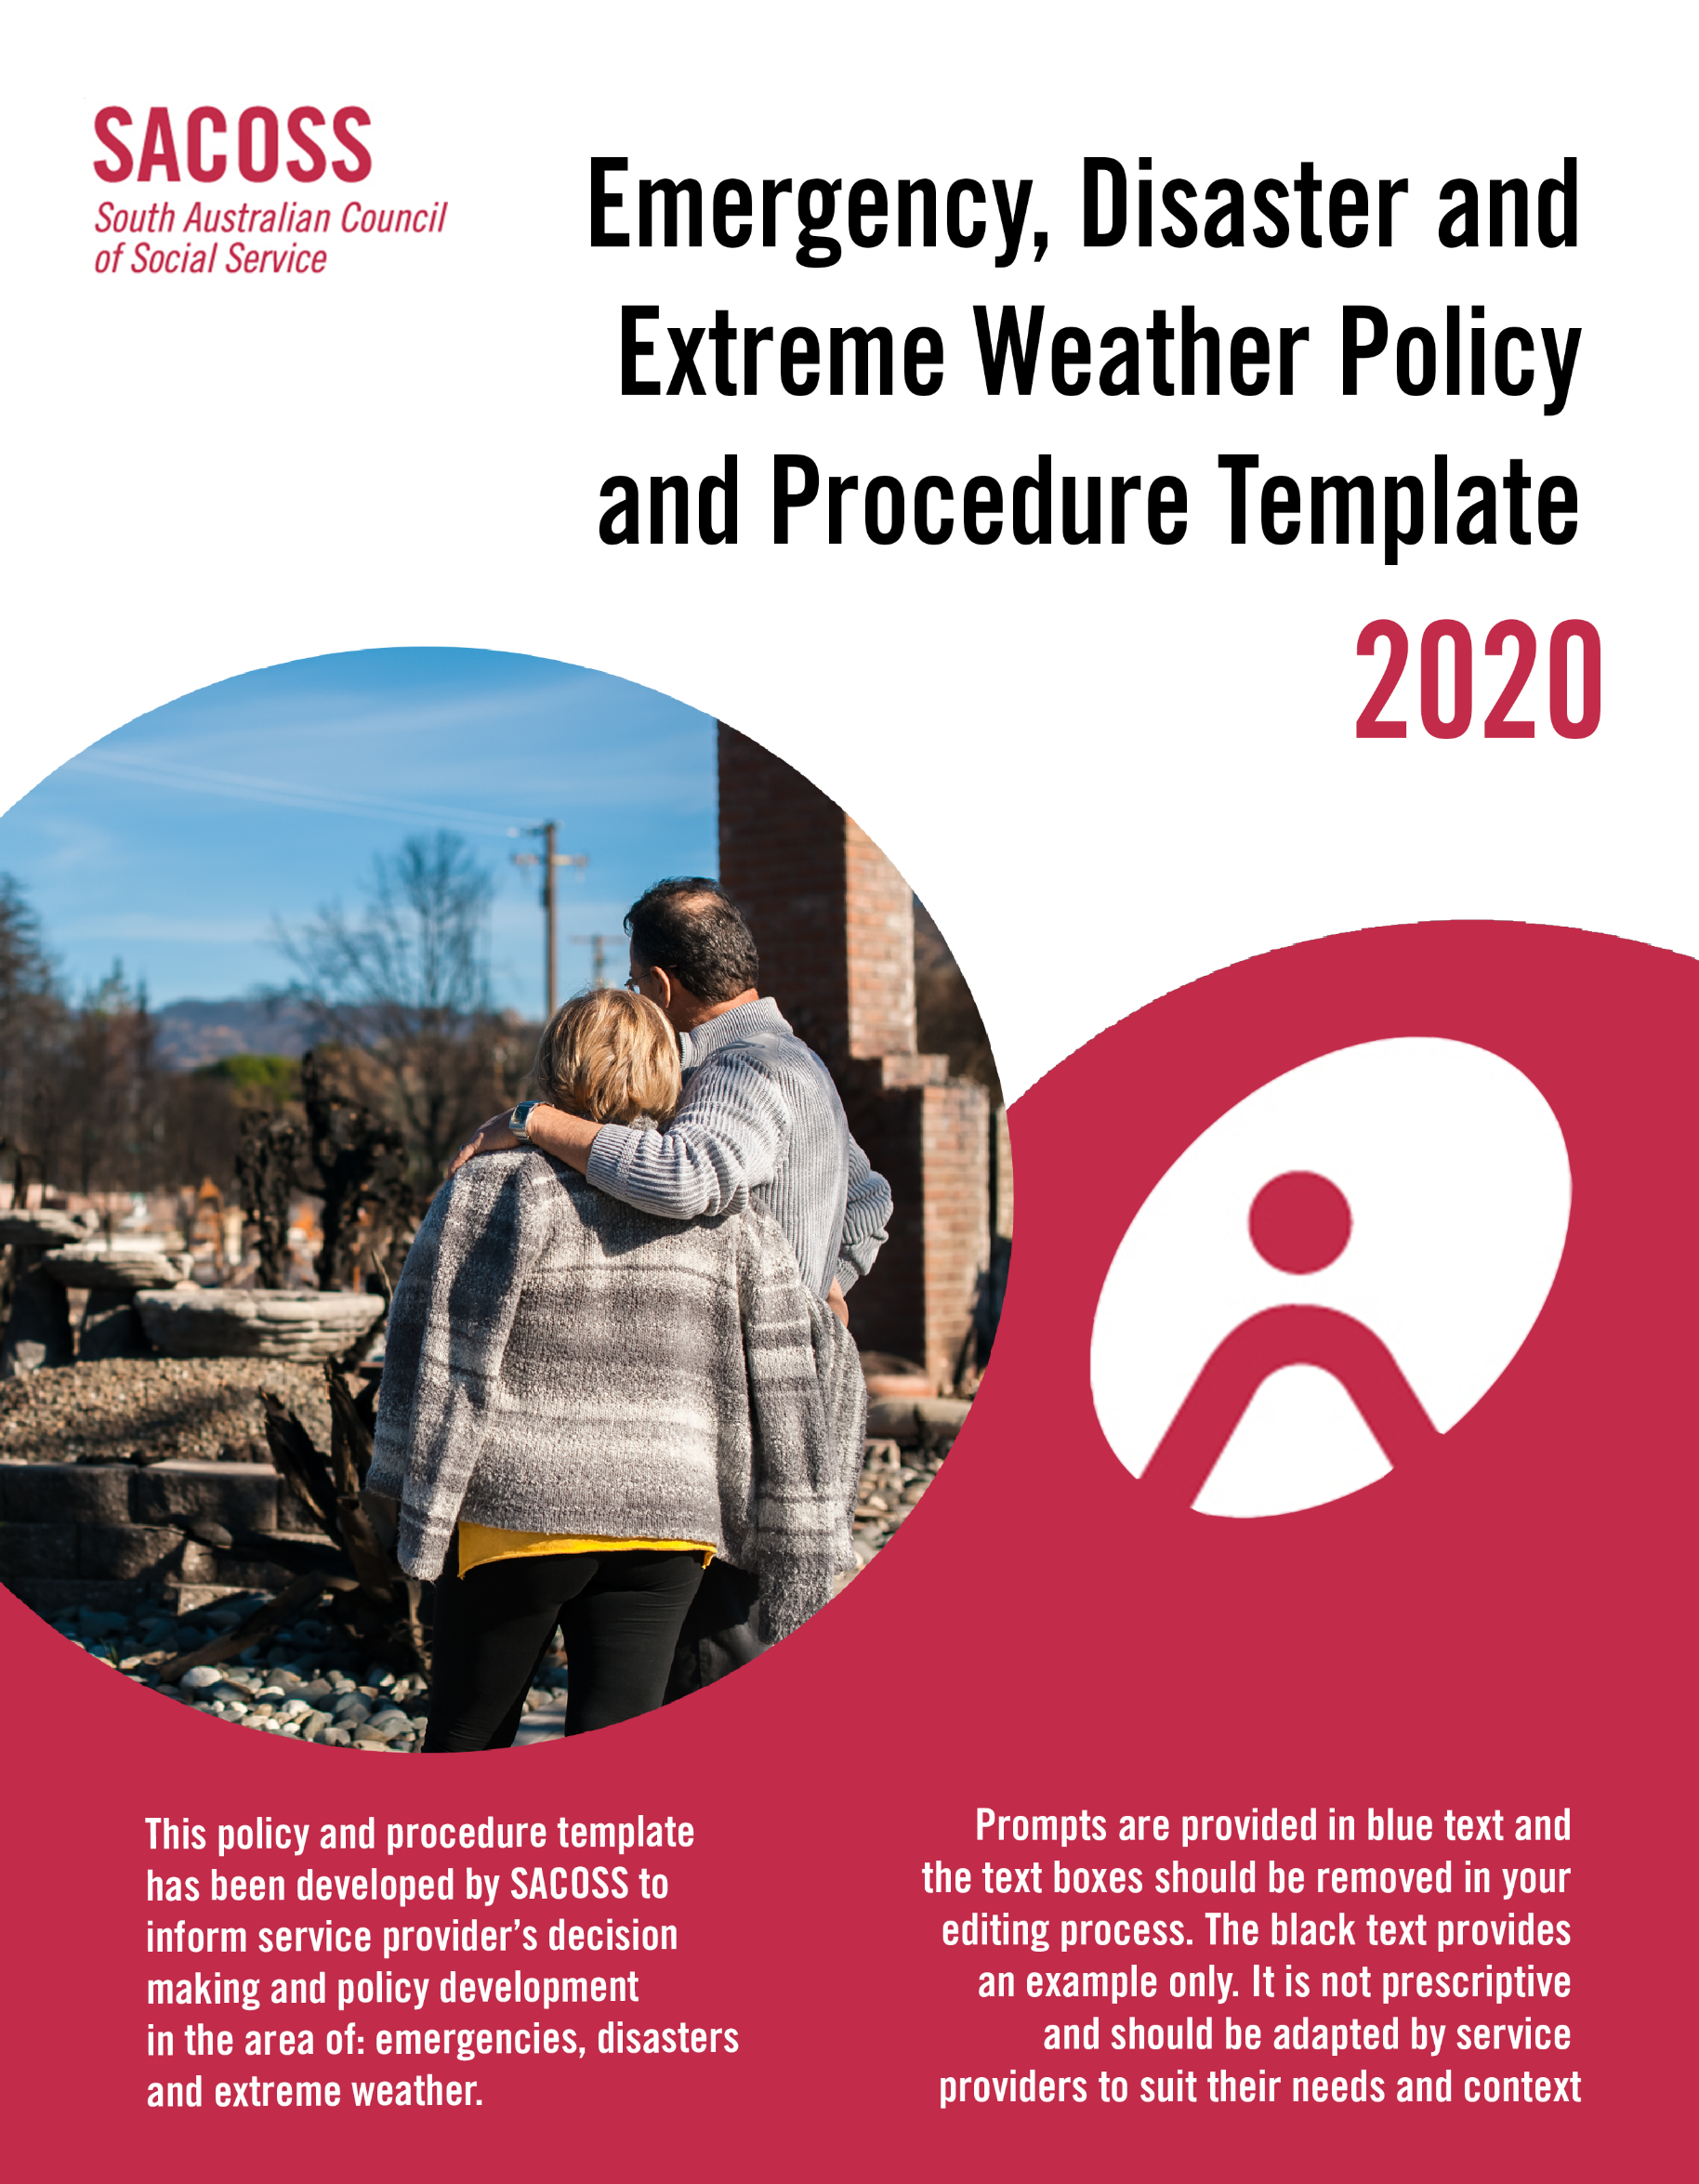 SACOSS
South Australian Council
of Social Service
Emergency, Disaster and
Extreme Weather Policy
and Procedure Template
2020
This policy and procedure template
has been developed by SACOSS to
inform service provider’s decision
making and policy development
in the area of: emergencies, disasters
and extreme weather.
Prompts are provided in blue text and
the text boxes should be removed in your
editing process. The black text provides
an example only. It is not prescriptive
and should be adapted by service
providers to suit their needs and context